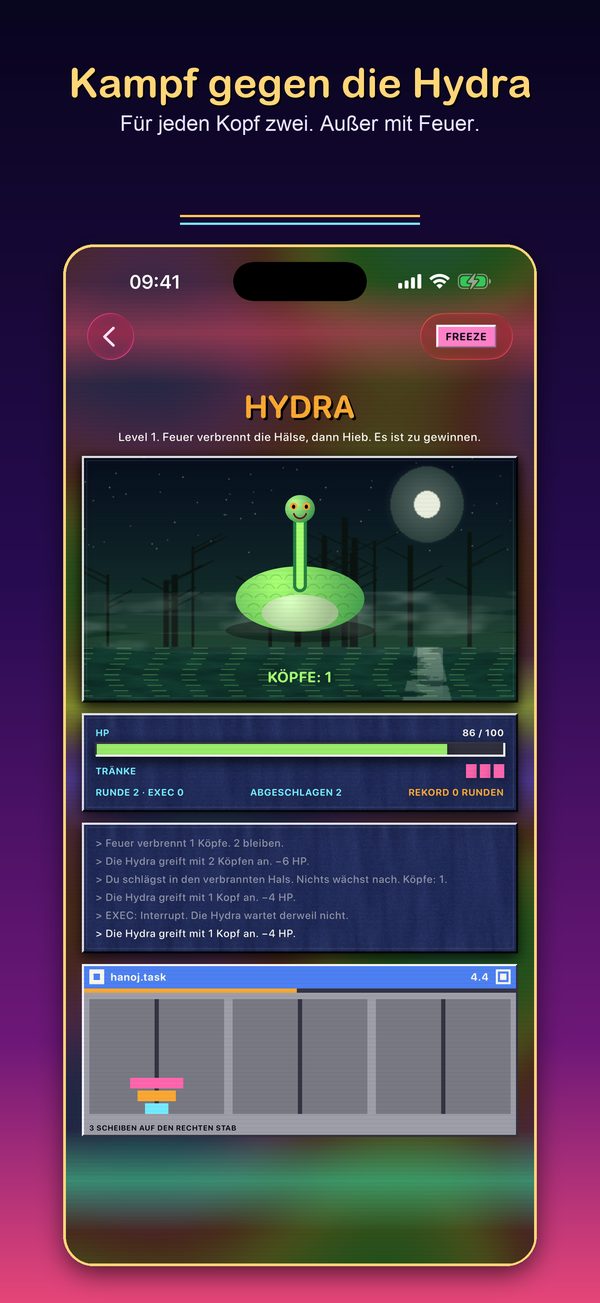 Kampf gegen die Hydra
Für jeden Kopf zwei. Außer mit Feuer.
09:41
FREEZE
HYDRA
Level 1. Feuer verbrennt die Hälse, dann Hieb. Es ist zu gewinnen.
KÖPFE: 1
HP 86 / 100
TRÄNKE
RUNDE 2 · EXEC 0 ABGESCHLAGEN 2 REKORD 0 RUNDEN
> Feuer verbrennt 1 Köpfe. 2 bleiben.
> Die Hydra greift mit 2 Köpfen an. −6 HP.
> Du schlägst in den verbrannten Hals. Nichts wächst nach. Köpfe: 1.
> Die Hydra greift mit 1 Kopf an. −4 HP.
> EXEC: Interrupt. Die Hydra wartet derweil nicht.
> Die Hydra greift mit 1 Kopf an. −4 HP.
hanoj.task 4.4
3 SCHEIBEN AUF DEN RECHTEN STAB